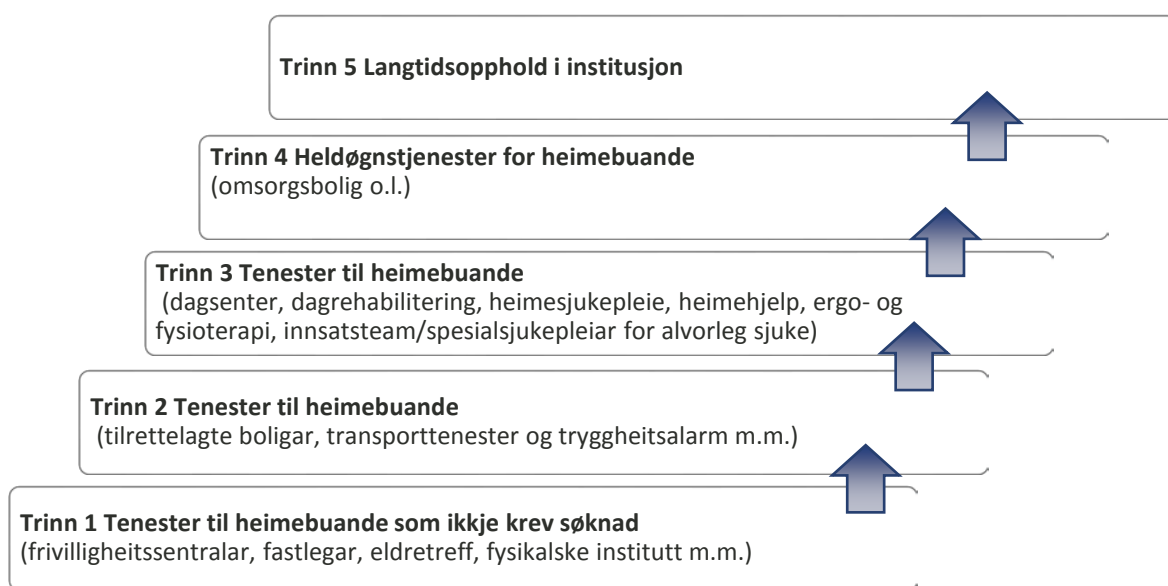 Trinn 5 Langtidsopphold i institusjon
Trinn 4 Heldøgnstjenester for heimebuande
(omsorgsbolig o.l.)
Trinn 3 Tenester til heimebuande
(dagsenter, dagrehabilitering, heimesjukepleie, heimehjelp, ergo- og
fysioterapi, innsatsteam/spesialsjukepleiar for alvorleg sjuke)
Trinn 2 Tenester til heimebuande
(tilrettelagte boligar, transporttenester og tryggheitsalarm m.m.)
Trinn 1 Tenester til heimebuande som ikkje krev søknad
(frivilligheitssentralar, fastlegar, eldretreff, fysikalske institutt m.m.)